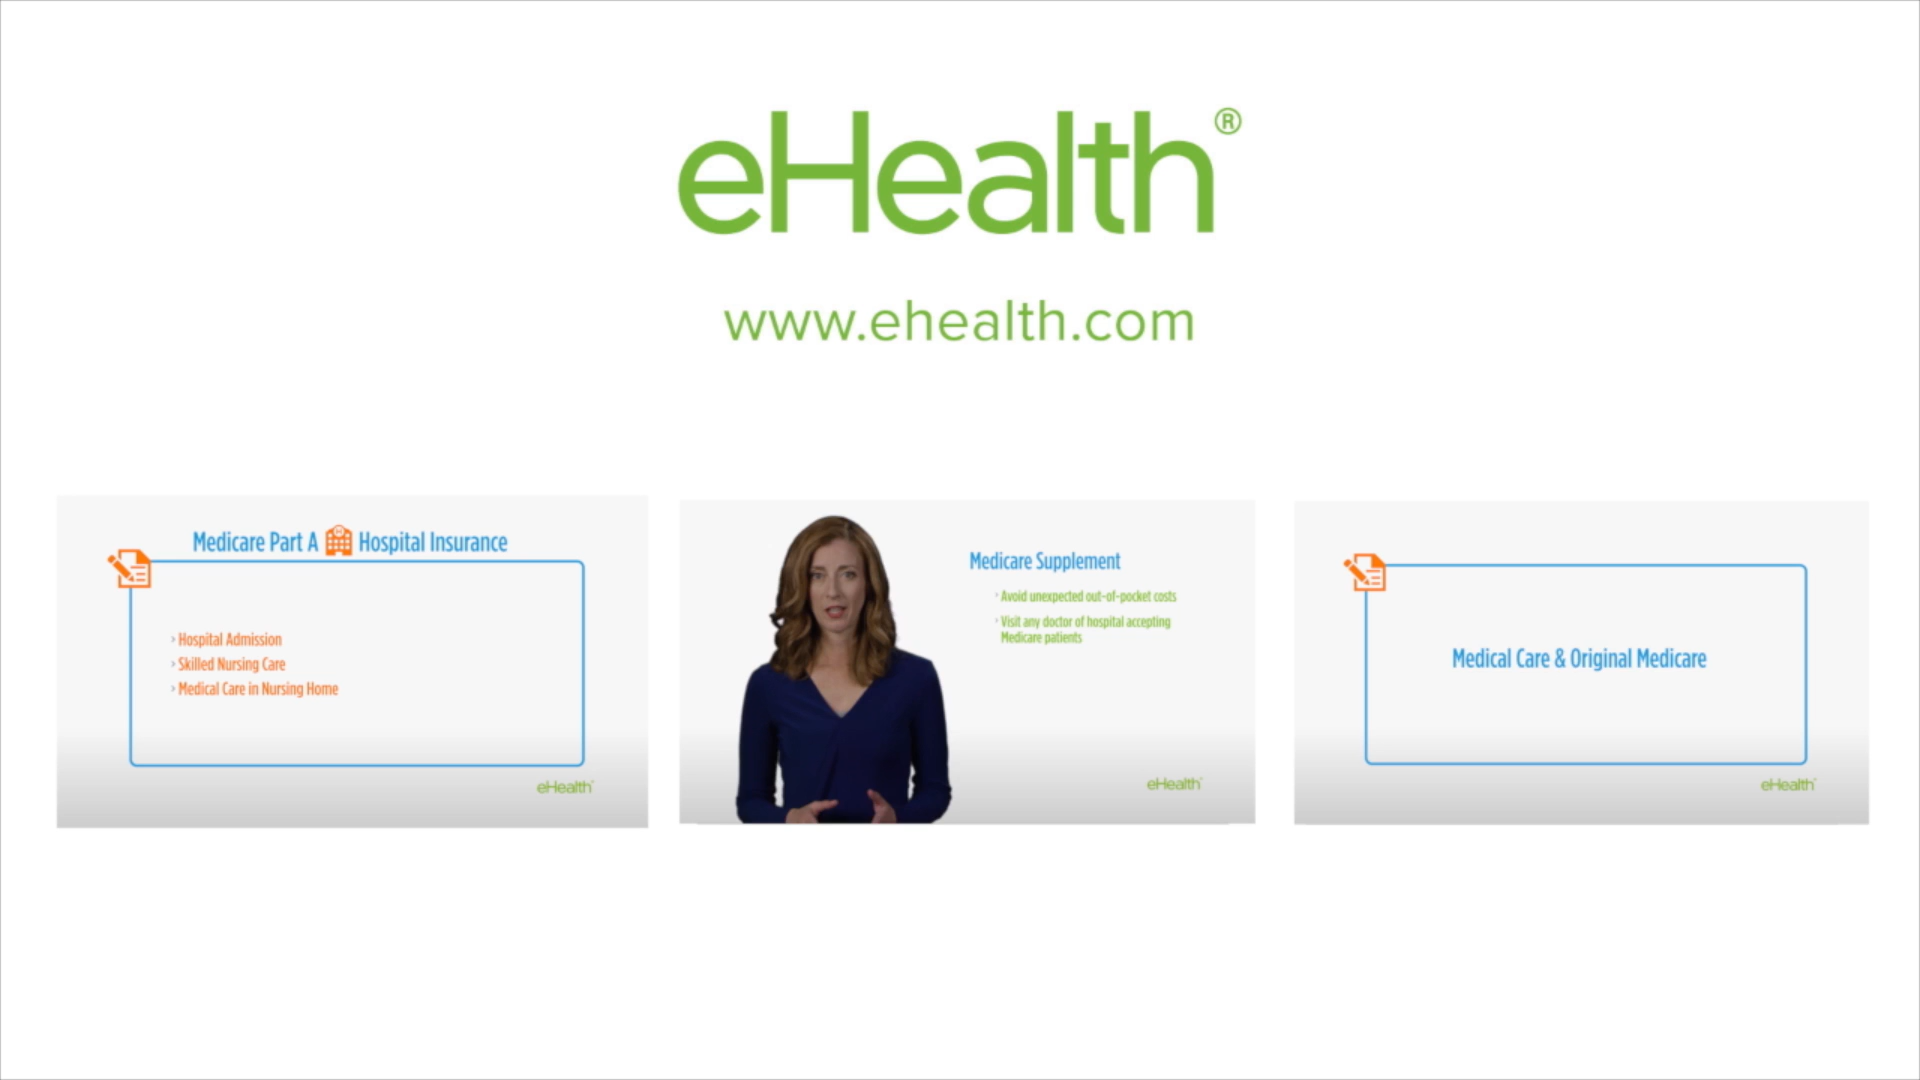 eHealth®
www.ehealth.com
Medicare Part A Hospital Insurance
› Hospital Admission
› Skilled Nursing Care
› Medical Care in Nursing Home
eHealth
Medicare Supplement
› Avoid unexpected out-of-pocket costs
› Visit any doctor of hospital accepting
Medicare patients
eHealth
Medical Care & Original Medicare
eHealth